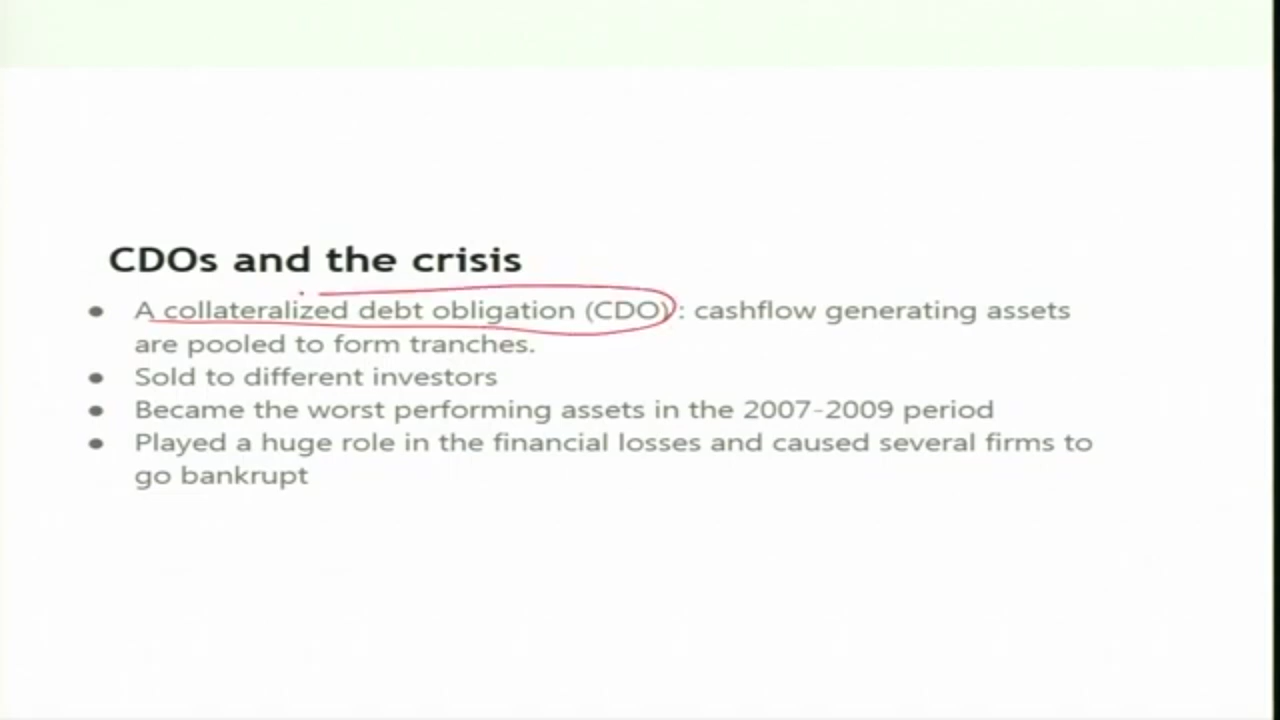 CDOs and the crisis
● A collateralized debt obligation (CDO) : cashflow generating assets
are pooled to form tranches.
● Sold to different investors
● Became the worst performing assets in the 2007-2009 period
● Played a huge role in the financial losses and caused several firms to
go bankrupt